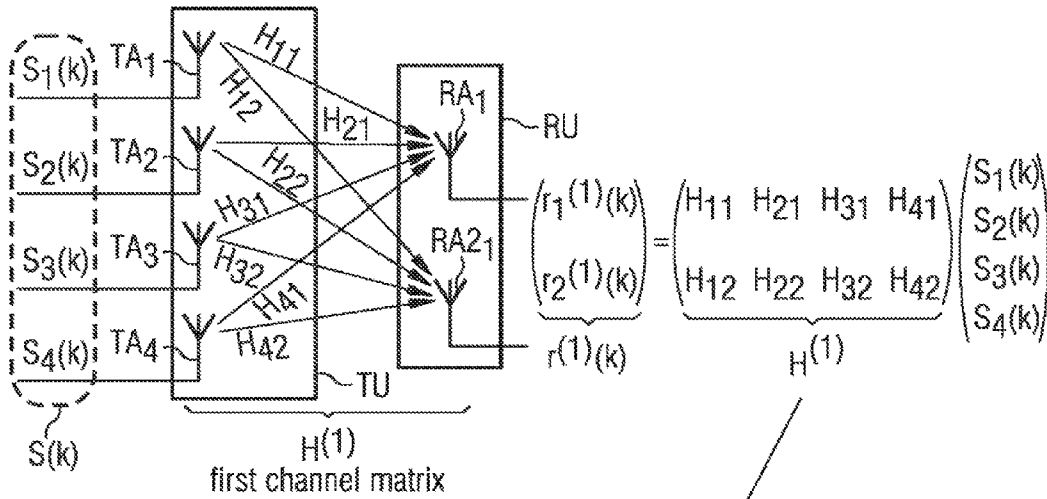 S₁(k)
TA₁
H₁₁
H₁₂
RA₁
RU
H₂₁
S₂(k)
TA₂
H₂₂
H₃₁
S₃(k)
TA₃
H₃₂
RA2₁
H₄₁
S₄(k)
TA₄
H₄₂
TU
S(k)
H⁽¹⁾
first channel matrix
(r₁⁽¹⁾(k) r₂⁽¹⁾(k)) = (H₁₁ H₂₁ H₃₁ H₄₁
H₁₂ H₂₂ H₃₂ H₄₂) (S₁(k) S₂(k) S₃(k) S₄(k))
r⁽¹⁾(k)
H⁽¹⁾